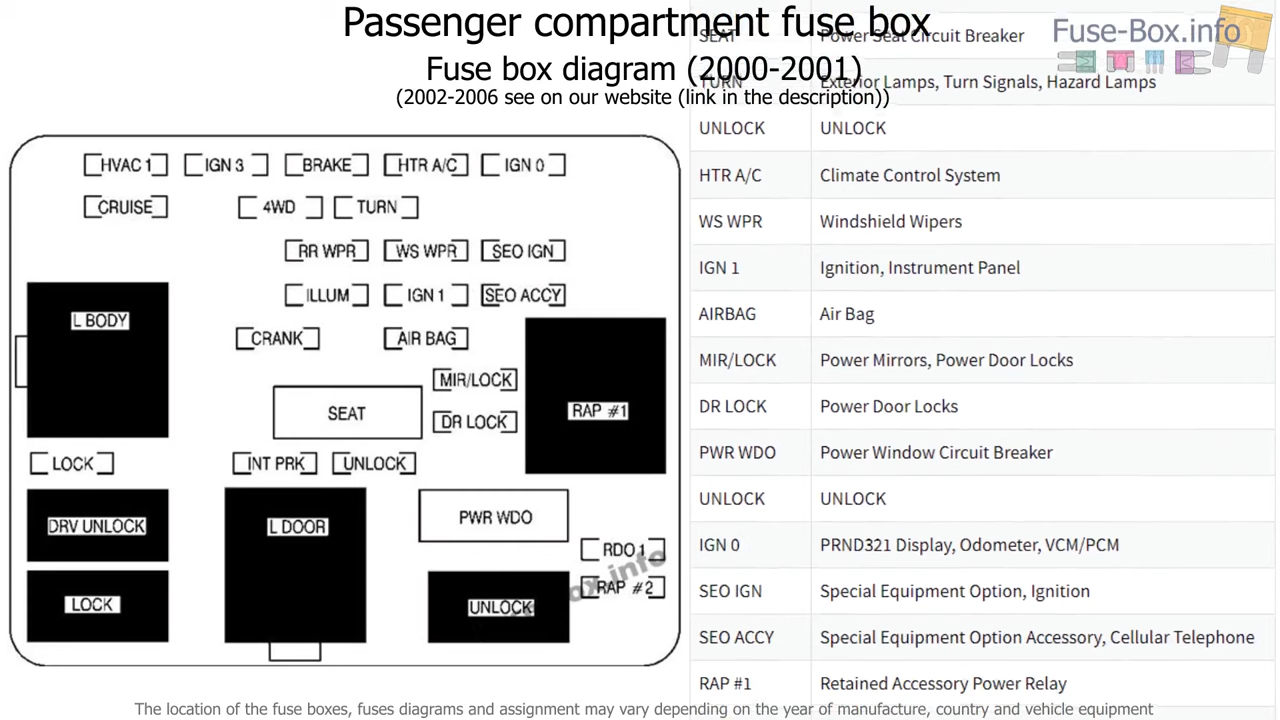 Passenger compartment fuse box
Fuse box diagram (2000-2001)
(2002-2006 see on our website (link in the description))
Fuse-Box.info
HVAC 1 IGN 3 BRAKE HTR A/C IGN 0
CRUISE 4WD TURN
RR WPR WS WPR SEO IGN
ILLUM IGN 1 SEO ACCY
L BODY
CRANK AIR BAG
MIR/LOCK
SEAT RAP #1
DR LOCK
LOCK INT PRK UNLOCK
DRV UNLOCK L DOOR PWR WDO
RDO 1
RAP #2
LOCK UNLOCK
ox.info
SEAT Power Seat Circuit Breaker
TURN Exterior Lamps, Turn Signals, Hazard Lamps
UNLOCK UNLOCK
HTR A/C Climate Control System
WS WPR Windshield Wipers
IGN 1 Ignition, Instrument Panel
AIRBAG Air Bag
MIR/LOCK Power Mirrors, Power Door Locks
DR LOCK Power Door Locks
PWR WDO Power Window Circuit Breaker
UNLOCK UNLOCK
IGN 0 PRND321 Display, Odometer, VCM/PCM
SEO IGN Special Equipment Option, Ignition
SEO ACCY Special Equipment Option Accessory, Cellular Telephone
RAP #1 Retained Accessory Power Relay
The location of the fuse boxes, fuses diagrams and assignment may vary depending on the year of manufacture, country and vehicle equipment